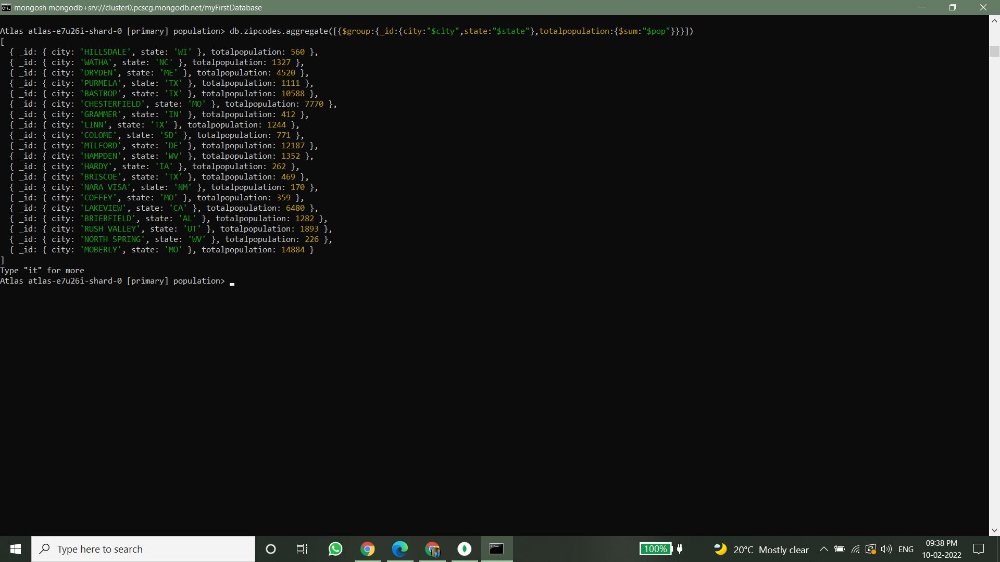 mongosh mongodb+srv://cluster0.pcscg.mongodb.net/myFirstDatabase
Atlas atlas-e7u26i-shard-0 [primary] population> db.zipcodes.aggregate([{$group:{_id:{city:"$city",state:"$state"},totalpopulation:{$sum:"$pop"}}}])
[
  { _id: { city: 'HILLSDALE', state: 'WI' }, totalpopulation: 560 },
  { _id: { city: 'WATHA', state: 'NC' }, totalpopulation: 1327 },
  { _id: { city: 'DRYDEN', state: 'ME' }, totalpopulation: 4520 },
  { _id: { city: 'PURMELA', state: 'TX' }, totalpopulation: 1111 },
  { _id: { city: 'BASTROP', state: 'TX' }, totalpopulation: 10588 },
  { _id: { city: 'CHESTERFIELD', state: 'MO' }, totalpopulation: 7770 },
  { _id: { city: 'GRAMMER', state: 'IN' }, totalpopulation: 412 },
  { _id: { city: 'LINN', state: 'TX' }, totalpopulation: 1244 },
  { _id: { city: 'COLOME', state: 'SD' }, totalpopulation: 771 },
  { _id: { city: 'MILFORD', state: 'DE' }, totalpopulation: 12187 },
  { _id: { city: 'HAMPDEN', state: 'WV' }, totalpopulation: 1352 },
  { _id: { city: 'HARDY', state: 'IA' }, totalpopulation: 262 },
  { _id: { city: 'BRISCOE', state: 'TX' }, totalpopulation: 469 },
  { _id: { city: 'NARA VISA', state: 'NM' }, totalpopulation: 170 },
  { _id: { city: 'COFFEY', state: 'MO' }, totalpopulation: 359 },
  { _id: { city: 'LAKEVIEW', state: 'CA' }, totalpopulation: 6480 },
  { _id: { city: 'BRIERFIELD', state: 'AL' }, totalpopulation: 1282 },
  { _id: { city: 'RUSH VALLEY', state: 'UT' }, totalpopulation: 1893 },
  { _id: { city: 'NORTH SPRING', state: 'WV' }, totalpopulation: 226 },
  { _id: { city: 'MOBERLY', state: 'MO' }, totalpopulation: 14884 }
]
Type "it" for more
Atlas atlas-e7u26i-shard-0 [primary] population>
Type here to search
100%
20°C Mostly clear
ENG
09:38 PM
10-02-2022